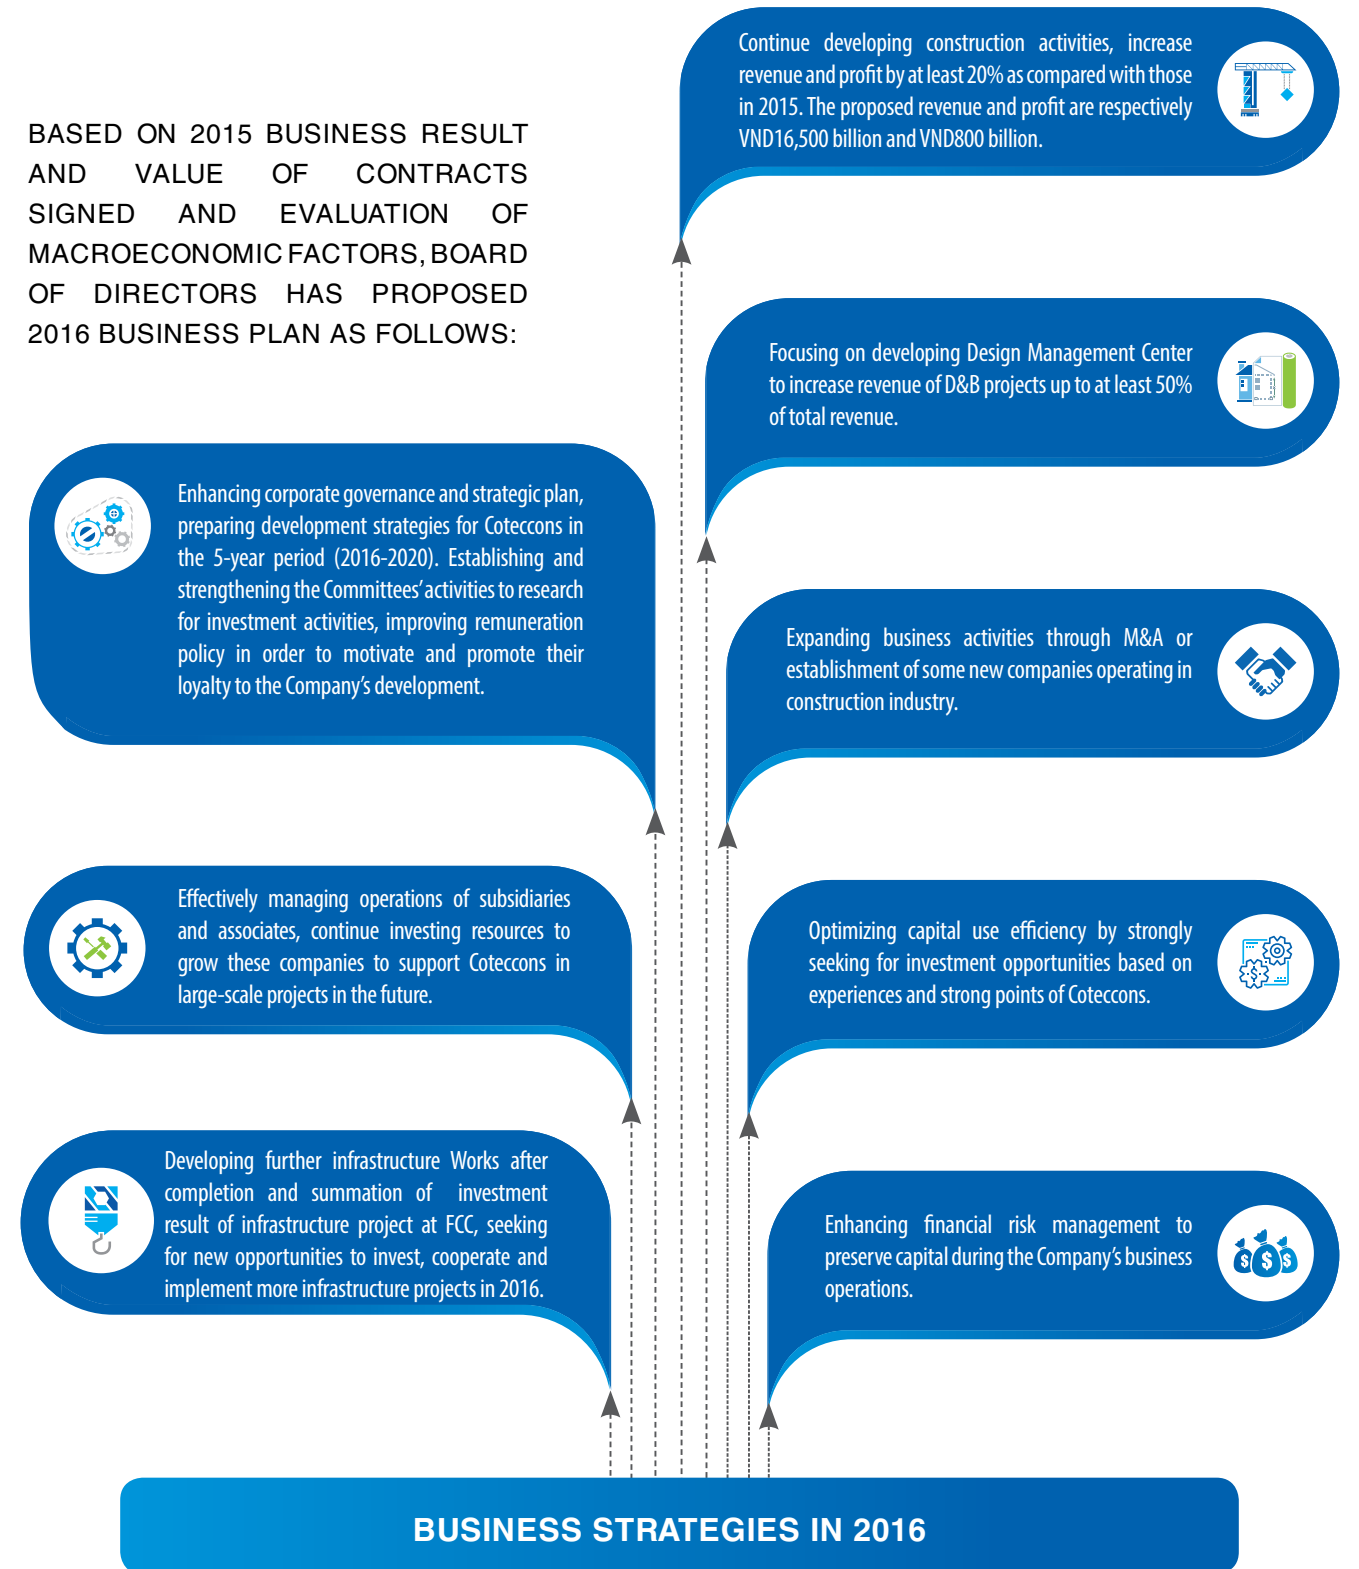 BASED ON 2015 BUSINESS RESULT
AND VALUE OF CONTRACTS
SIGNED AND EVALUATION OF
MACROECONOMIC FACTORS, BOARD
OF DIRECTORS HAS PROPOSED
2016 BUSINESS PLAN AS FOLLOWS:
Continue developing construction activities, increase
revenue and profit by at least 20% as compared with those
in 2015. The proposed revenue and profit are respectively
VND16,500 billion and VND800 billion.
Focusing on developing Design Management Center
to increase revenue of D&B projects up to at least 50%
of total revenue.
Enhancing corporate governance and strategic plan,
preparing development strategies for Coteccons in
the 5-year period (2016-2020). Establishing and
strengthening the Committees' activities to research
for investment activities, improving remuneration
policy in order to motivate and promote their
loyalty to the Company's development.
Expanding business activities through M&A or
establishment of some new companies operating in
construction industry.
Effectively managing operations of subsidiaries
and associates, continue investing resources to
grow these companies to support Coteccons in
large-scale projects in the future.
Optimizing capital use efficiency by strongly
seeking for investment opportunities based on
experiences and strong points of Coteccons.
Developing further infrastructure Works after
completion and summation of investment
result of infrastructure project at FCC, seeking
for new opportunities to invest, cooperate and
implement more infrastructure projects in 2016.
Enhancing financial risk management to
preserve capital during the Company's business
operations.
BUSINESS STRATEGIES IN 2016